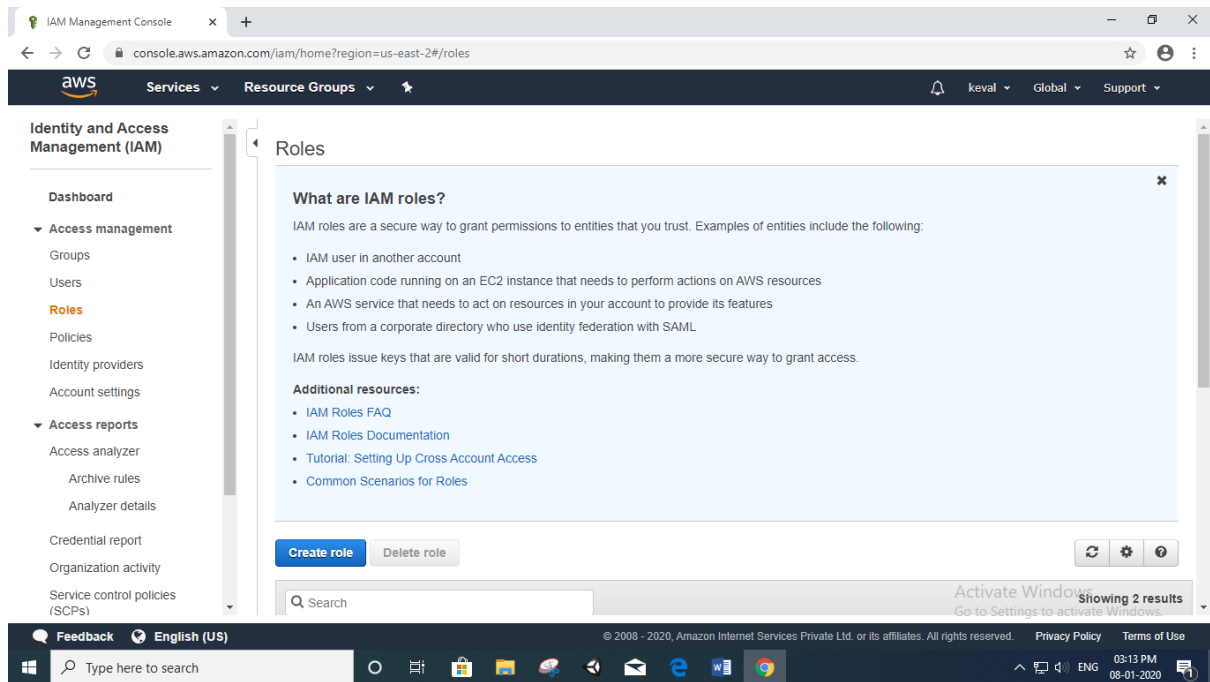 IAM Management Console
console.aws.amazon.com/iam/home?region=us-east-2#/roles
aws Services Resource Groups keval Global Support
Identity and Access
Management (IAM)
Dashboard
Access management
Groups
Users
Roles
Policies
Identity providers
Account settings
Access reports
Access analyzer
Archive rules
Analyzer details
Credential report
Organization activity
Service control policies
(SCPs)
Roles
What are IAM roles?
IAM roles are a secure way to grant permissions to entities that you trust. Examples of entities include the following:
• IAM user in another account
• Application code running on an EC2 instance that needs to perform actions on AWS resources
• An AWS service that needs to act on resources in your account to provide its features
• Users from a corporate directory who use identity federation with SAML
IAM roles issue keys that are valid for short durations, making them a more secure way to grant access.
Additional resources:
• IAM Roles FAQ
• IAM Roles Documentation
• Tutorial: Setting Up Cross Account Access
• Common Scenarios for Roles
Create role Delete role
Search
Showing 2 results
Activate Windows
Go to Settings to activate Windows.
Feedback English (US) © 2008 - 2020, Amazon Internet Services Private Ltd. or its affiliates. All rights reserved. Privacy Policy Terms of Use
Type here to search
ENG
03:13 PM
08-01-2020
1